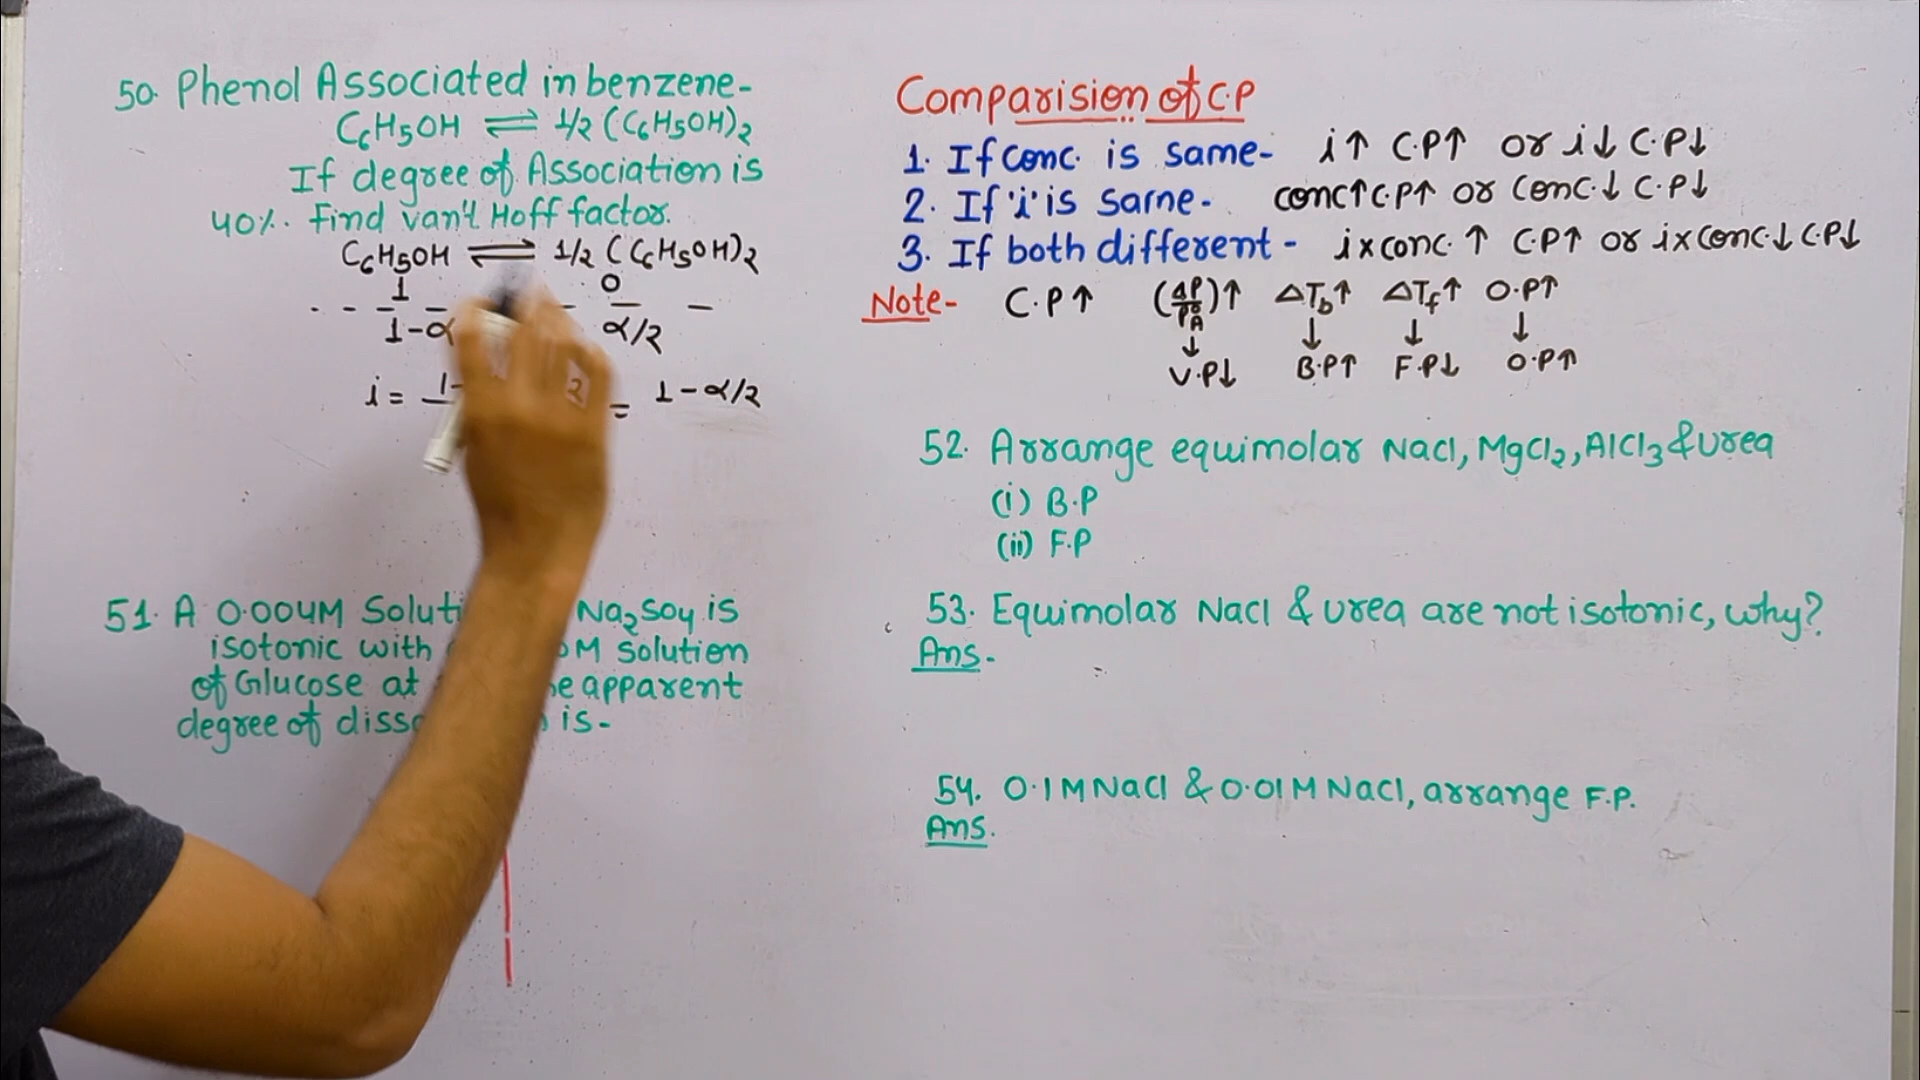 50. Phenol Associated in benzene-
C₆H₅OH ⇌ 1/2 (C₆H₅OH)₂
If degree of Association is
40%. Find van't Hoff factor.
C₆H₅OH ⇌ 1/2 (C₆H₅OH)₂
1 0
1-α α/2
i = 1- 2 = 1-α/2
51. A 0.004M Soluti Na₂SO₄ is
isotonic with M Solution
of Glucose at apparent
degree of is-
Comparision of C.P
1. If conc. is same- i↑ C.P↑ or i↓ C.P↓
2. If 'i' is same- conc↑ C.P↑ or conc.↓ C.P↓
3. If both different- i×conc.↑ C.P↑ or i×conc.↓ C.P↓
Note- C.P↑ (ΔP/P°A)↑ ΔTb↑ ΔTf↑ O.P↑
↓ ↓ ↓ ↓
V.P↓ B.P↑ F.P↓ O.P↑
52. Arrange equimolar NaCl, MgCl₂, AlCl₃ & Urea
(i) B.P
(ii) F.P
53. Equimolar NaCl & urea are not isotonic, why?
Ans-
54. 0.1M NaCl & 0.01M NaCl, arrange F.P.
Ans.